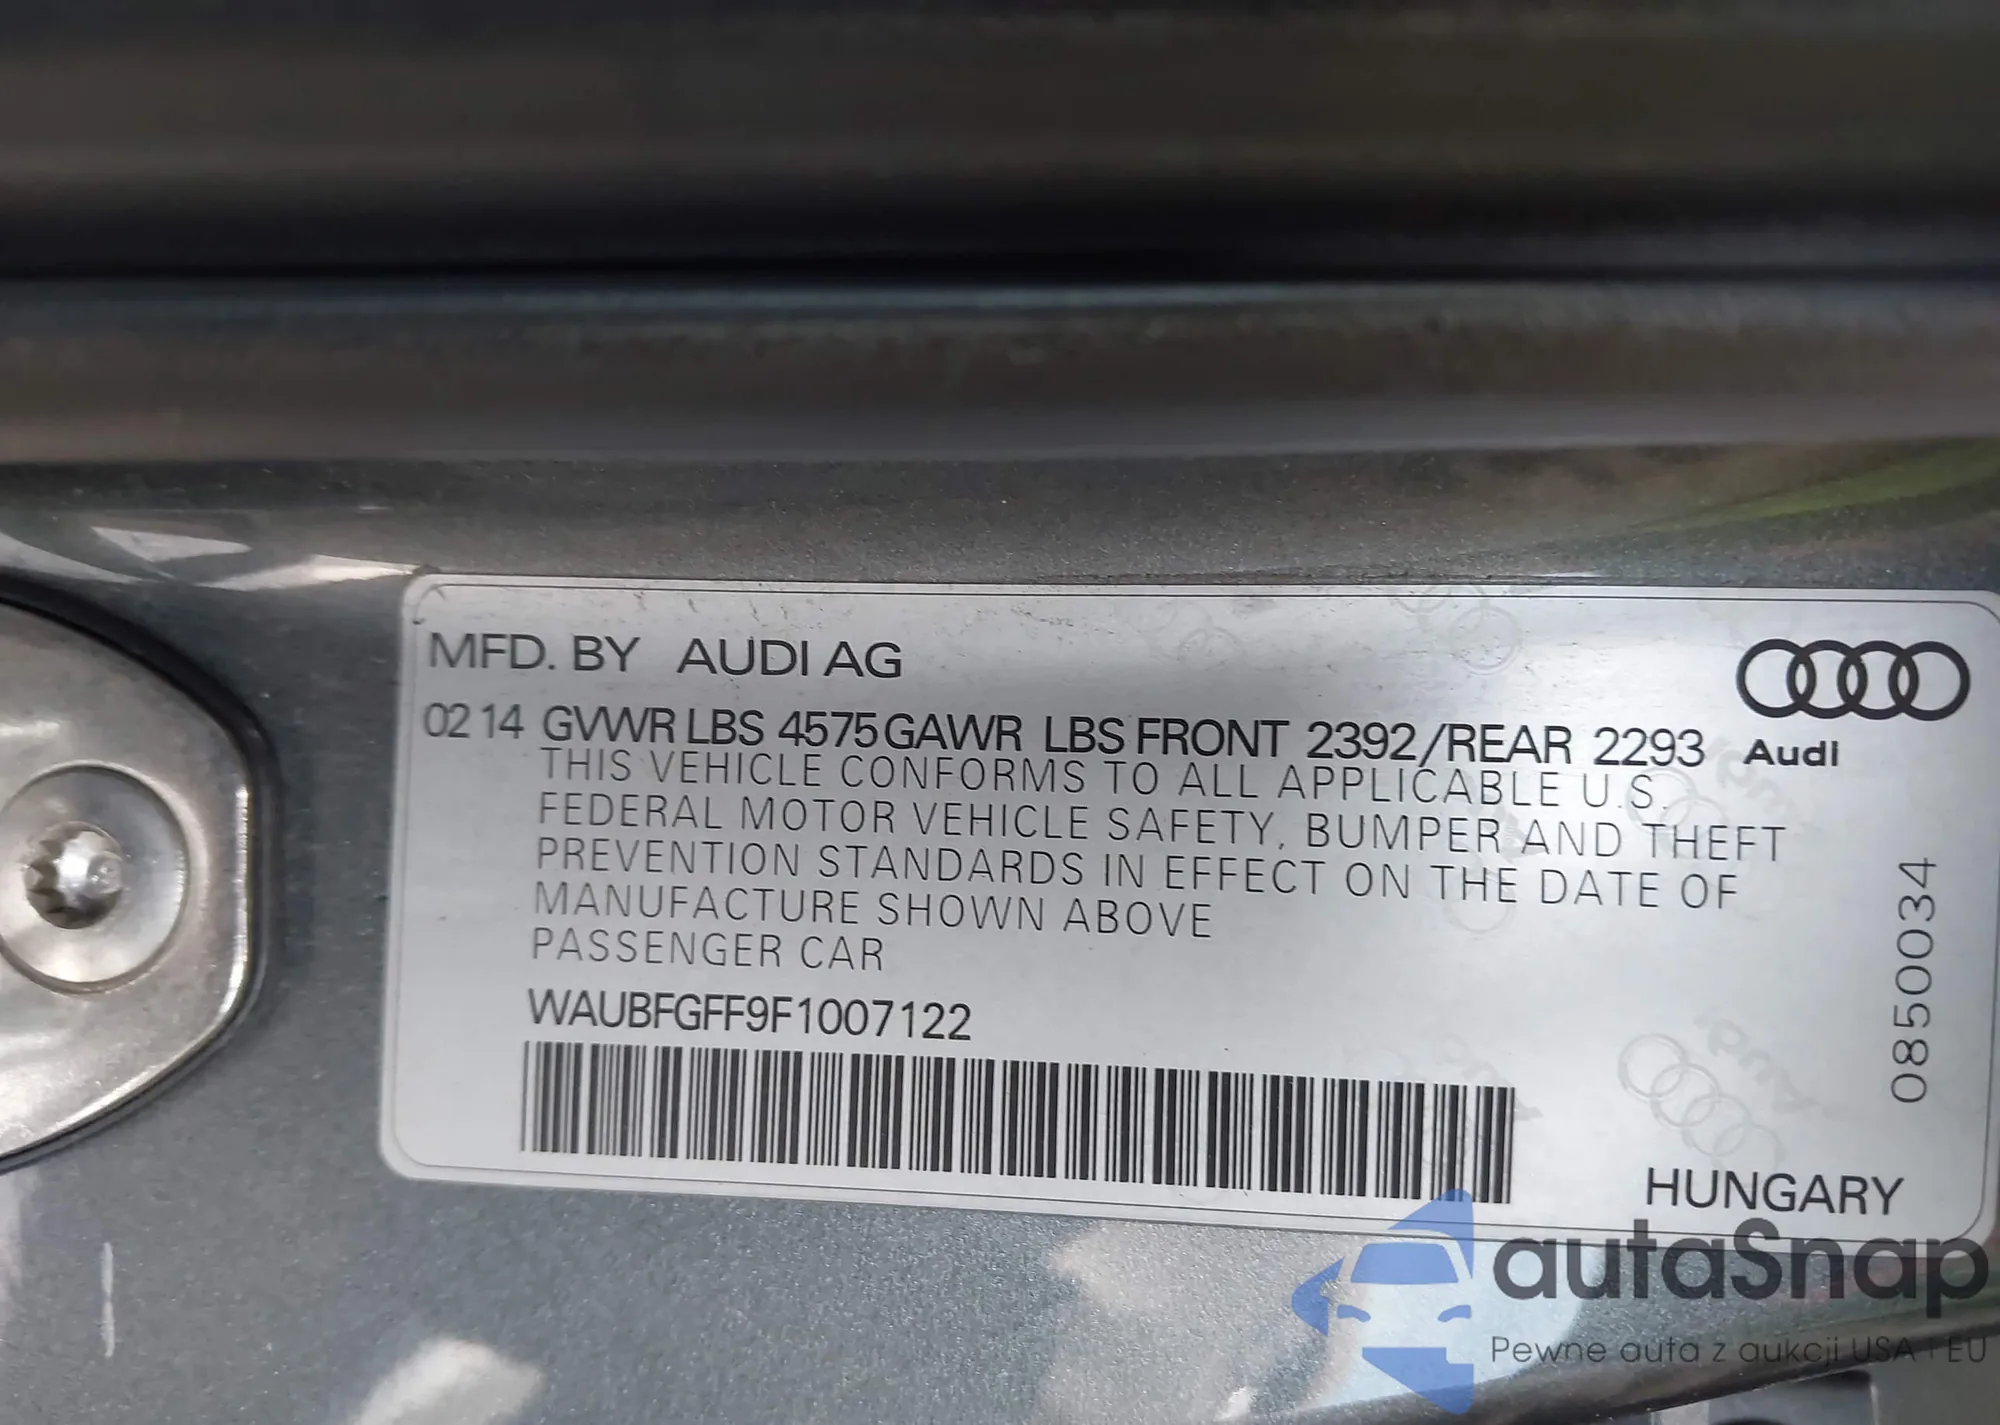 MFD. BY AUDI AG
02 14 GVWR LBS 4575 GAWR LBS FRONT 2392/REAR 2293
Audi
THIS VEHICLE CONFORMS TO ALL APPLICABLE U.S.
FEDERAL MOTOR VEHICLE SAFETY, BUMPER AND THEFT
PREVENTION STANDARDS IN EFFECT ON THE DATE OF
MANUFACTURE SHOWN ABOVE
PASSENGER CAR
WAUBFGFF9F1007122
0850034
HUNGARY
autaSnap
Pewne auta z aukcji USA i EU